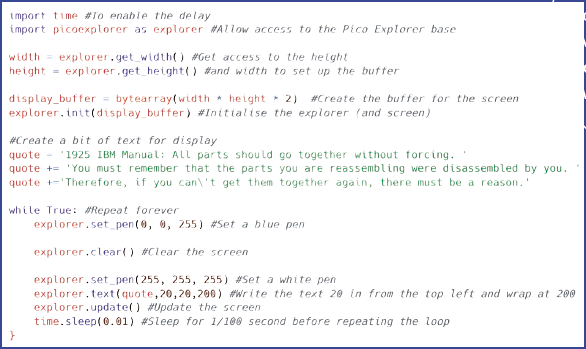 import time #To enable the delay
import picoexplorer as explorer #Allow access to the Pico Explorer base
width = explorer.get_width() #Get access to the height
height = explorer.get_height() #and width to set up the buffer
display_buffer = bytearray(width * height * 2)  #Create the buffer for the screen
explorer.init(display_buffer) #Initialise the explorer (and screen)
#Create a bit of text for display
quote = '1925 IBM Manual: All parts should go together without forcing. '
quote += 'You must remember that the parts you are reassembling were disassembled by you. '
quote +='Therefore, if you can\'t get them together again, there must be a reason.'
while True: #Repeat forever
    explorer.set_pen(0, 0, 255) #Set a blue pen
    explorer.clear() #Clear the screen
    explorer.set_pen(255, 255, 255) #Set a white pen
    explorer.text(quote,20,20,200) #Write the text 20 in from the top left and wrap at 200
    explorer.update() #Update the screen
    time.sleep(0.01) #Sleep for 1/100 second before repeating the loop
}